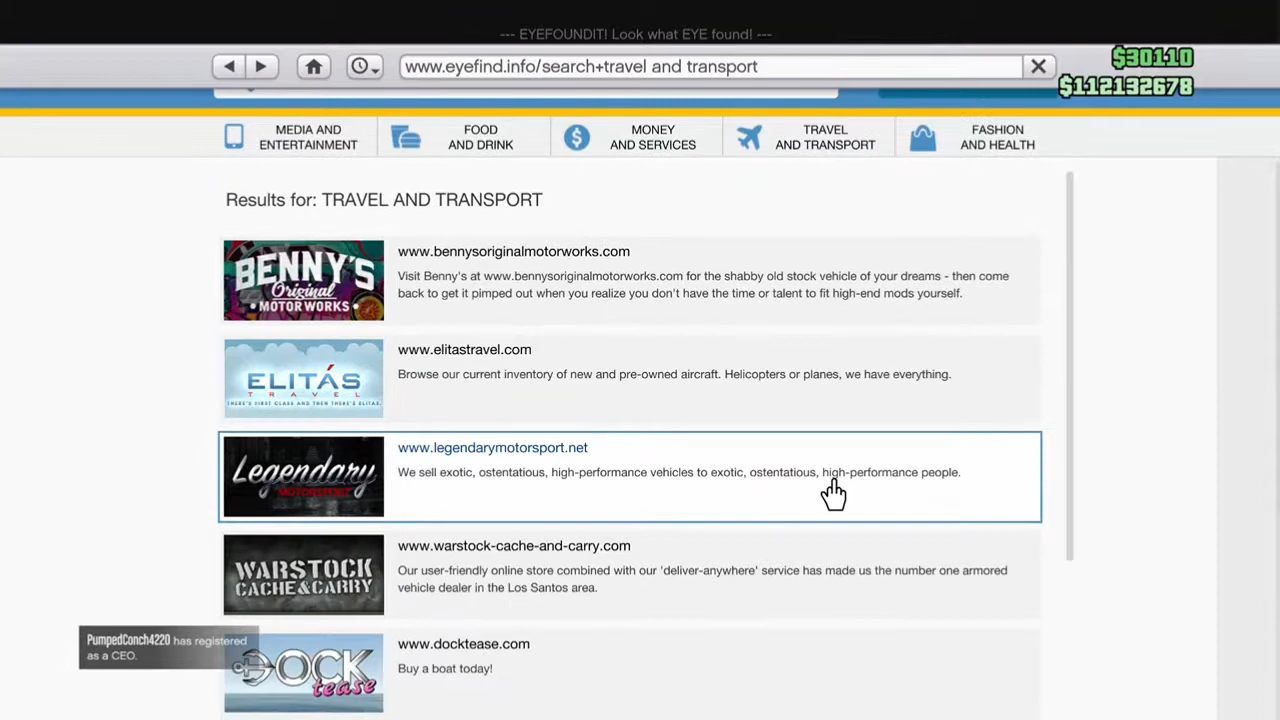 --- EYEFOUNDIT! Look what EYE found! ---
www.eyefind.info/search+travel and transport
$30110
$112132678
MEDIA AND
ENTERTAINMENT
FOOD
AND DRINK
MONEY
AND SERVICES
TRAVEL
AND TRANSPORT
FASHION
AND HEALTH
Results for: TRAVEL AND TRANSPORT
BENNY'S
Original
MOTOR WORKS
www.bennysoriginalmotorworks.com
Visit Benny's at www.bennysoriginalmotorworks.com for the shabby old stock vehicle of your dreams - then come
back to get it pimped out when you realize you don't have the time or talent to fit high-end mods yourself.
ELITÁS
TRAVEL
THERE'S FIRST CLASS AND THEN THERE'S ELITAS
www.elitastravel.com
Browse our current inventory of new and pre-owned aircraft. Helicopters or planes, we have everything.
Legendary
MOTORSPORT
www.legendarymotorsport.net
We sell exotic, ostentatious, high-performance vehicles to exotic, ostentatious, high-performance people.
WARSTOCK
CACHE & CARRY
www.warstock-cache-and-carry.com
Our user-friendly online store combined with our 'deliver-anywhere' service has made us the number one armored
vehicle dealer in the Los Santos area.
PumpedConch4220 has registered
as a CEO.
DOCK
tease
www.docktease.com
Buy a boat today!